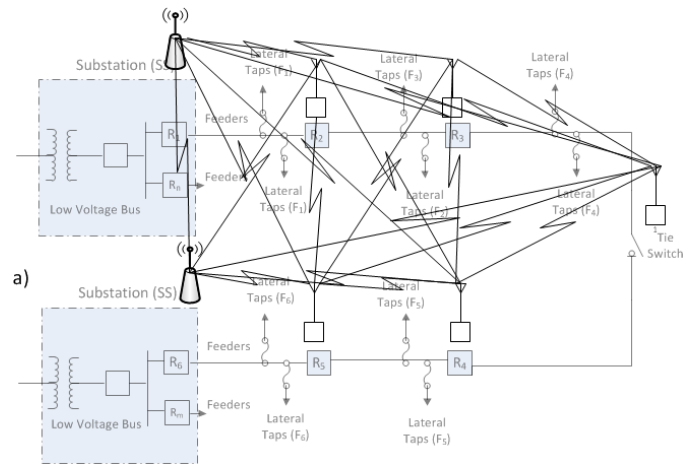 Substation (SS)
Lateral
Taps (F₁)
Lateral
Taps (F₃)
Lateral
Taps (F₄)
R₁
Feeders
R₂
R₃
Rₙ
Feeders
Low Voltage Bus
Lateral
Taps (F₁)
Lateral
Taps (F₂)
Lateral
Taps (F₄)
1
Tie
Switch
a)
Substation (SS)
Lateral
Taps (F₆)
Lateral
Taps (F₅)
R₆
Feeders
R₅
R₄
Rₘ
Feeders
Low Voltage Bus
Lateral
Taps (F₆)
Lateral
Taps (F₅)